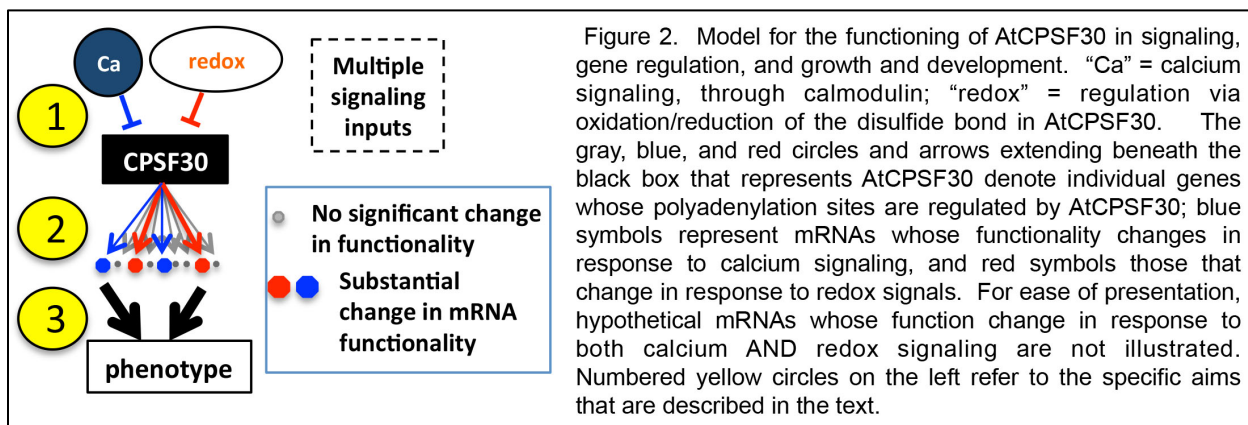 Ca
redox
Multiple
signaling
inputs
1
CPSF30
2
No significant change
in functionality
Substantial
change in mRNA
functionality
3
phenotype
Figure 2. Model for the functioning of AtCPSF30 in signaling,
gene regulation, and growth and development. “Ca” = calcium
signaling, through calmodulin; “redox” = regulation via
oxidation/reduction of the disulfide bond in AtCPSF30. The
gray, blue, and red circles and arrows extending beneath the
black box that represents AtCPSF30 denote individual genes
whose polyadenylation sites are regulated by AtCPSF30; blue
symbols represent mRNAs whose functionality changes in
response to calcium signaling, and red symbols those that
change in response to redox signals. For ease of presentation,
hypothetical mRNAs whose function change in response to
both calcium AND redox signaling are not illustrated.
Numbered yellow circles on the left refer to the specific aims
that are described in the text.